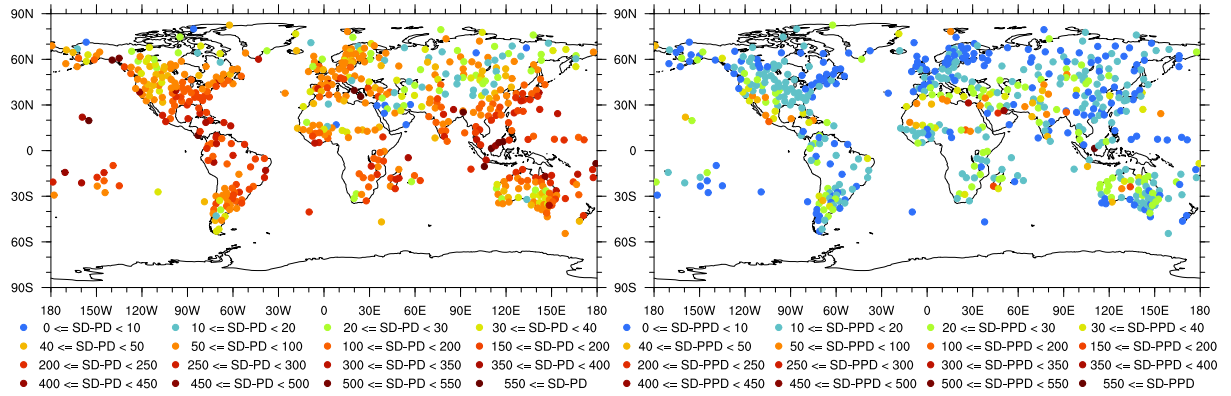 90N
60N
30N
0
30S
60S
90S
180 150W 120W 90W 60W 30W 0 30E 60E 90E 120E 150E 180
0 <= SD-PD < 10 10 <= SD-PD < 20 20 <= SD-PD < 30 30 <= SD-PD < 40
40 <= SD-PD < 50 50 <= SD-PD < 100 100 <= SD-PD < 200 150 <= SD-PD < 200
200 <= SD-PD < 250 250 <= SD-PD < 300 300 <= SD-PD < 350 350 <= SD-PD < 400
400 <= SD-PD < 450 450 <= SD-PD < 500 500 <= SD-PD < 550 550 <= SD-PD
90N
60N
30N
0
30S
60S
90S
180 150W 120W 90W 60W 30W 0 30E 60E 90E 120E 150E 180
0 <= SD-PPD < 10 10 <= SD-PPD < 20 20 <= SD-PPD < 30 30 <= SD-PPD < 40
40 <= SD-PPD < 50 50 <= SD-PPD < 100 100 <= SD-PPD < 200 150 <= SD-PPD < 200
200 <= SD-PPD < 250 250 <= SD-PPD < 300 300 <= SD-PPD < 350 350 <= SD-PPD < 400
400 <= SD-PPD < 450 450 <= SD-PPD < 500 500 <= SD-PPD < 550 550 <= SD-PPD